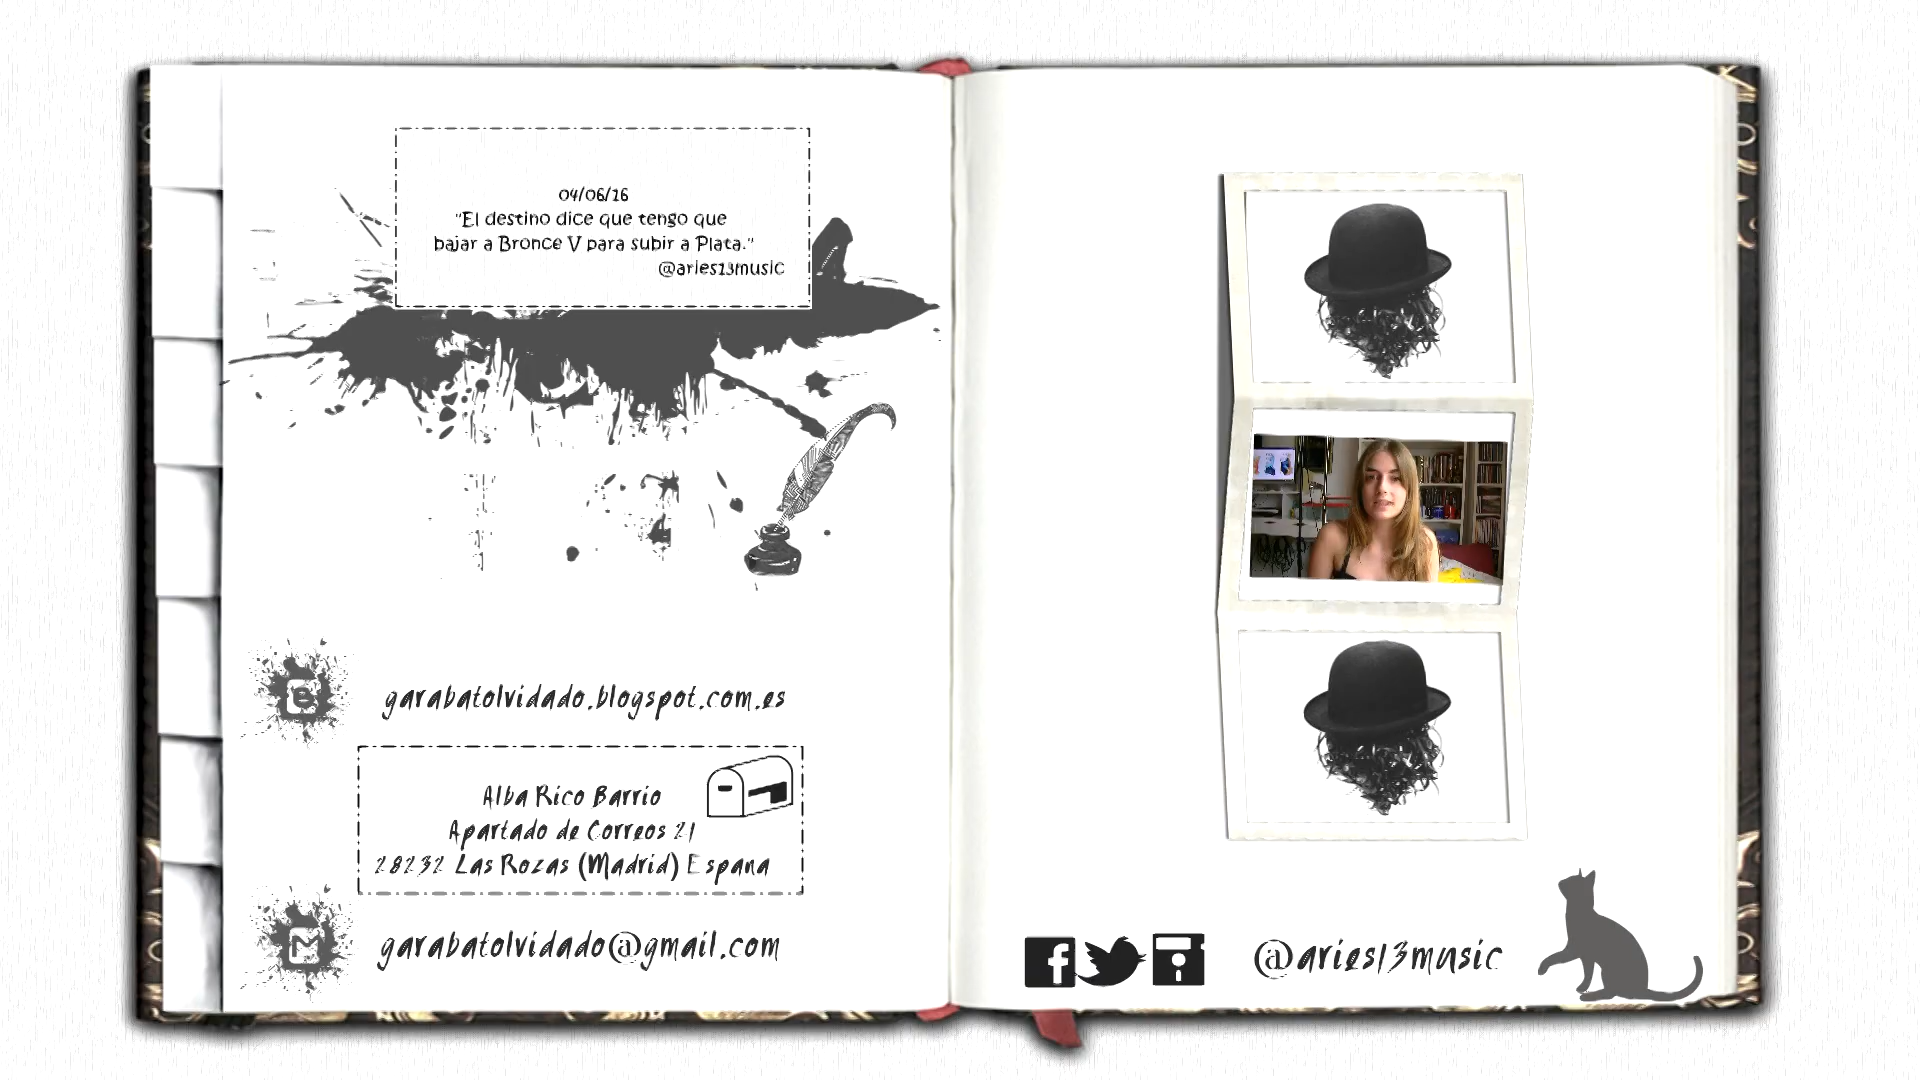 04/06/16
"El destino dice que tengo que
bajar a Bronce V para subir a Plata."
@aries13music
garabatolvidado.blogspot.com.es
Alba Rico Barrio
Apartado de Correos 21
28232 Las Rozas (Madrid) Espana
garabatolvidado@gmail.com
@aries13music